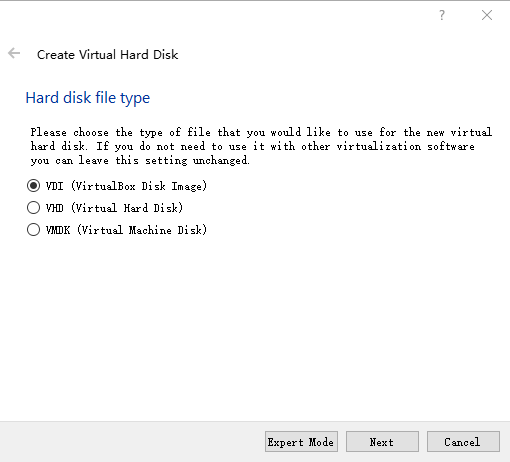 ?
Create Virtual Hard Disk
Hard disk file type
Please choose the type of file that you would like to use for the new virtual
hard disk. If you do not need to use it with other virtualization software
you can leave this setting unchanged.
VDI (VirtualBox Disk Image)
VHD (Virtual Hard Disk)
VMDK (Virtual Machine Disk)
Expert Mode Next Cancel